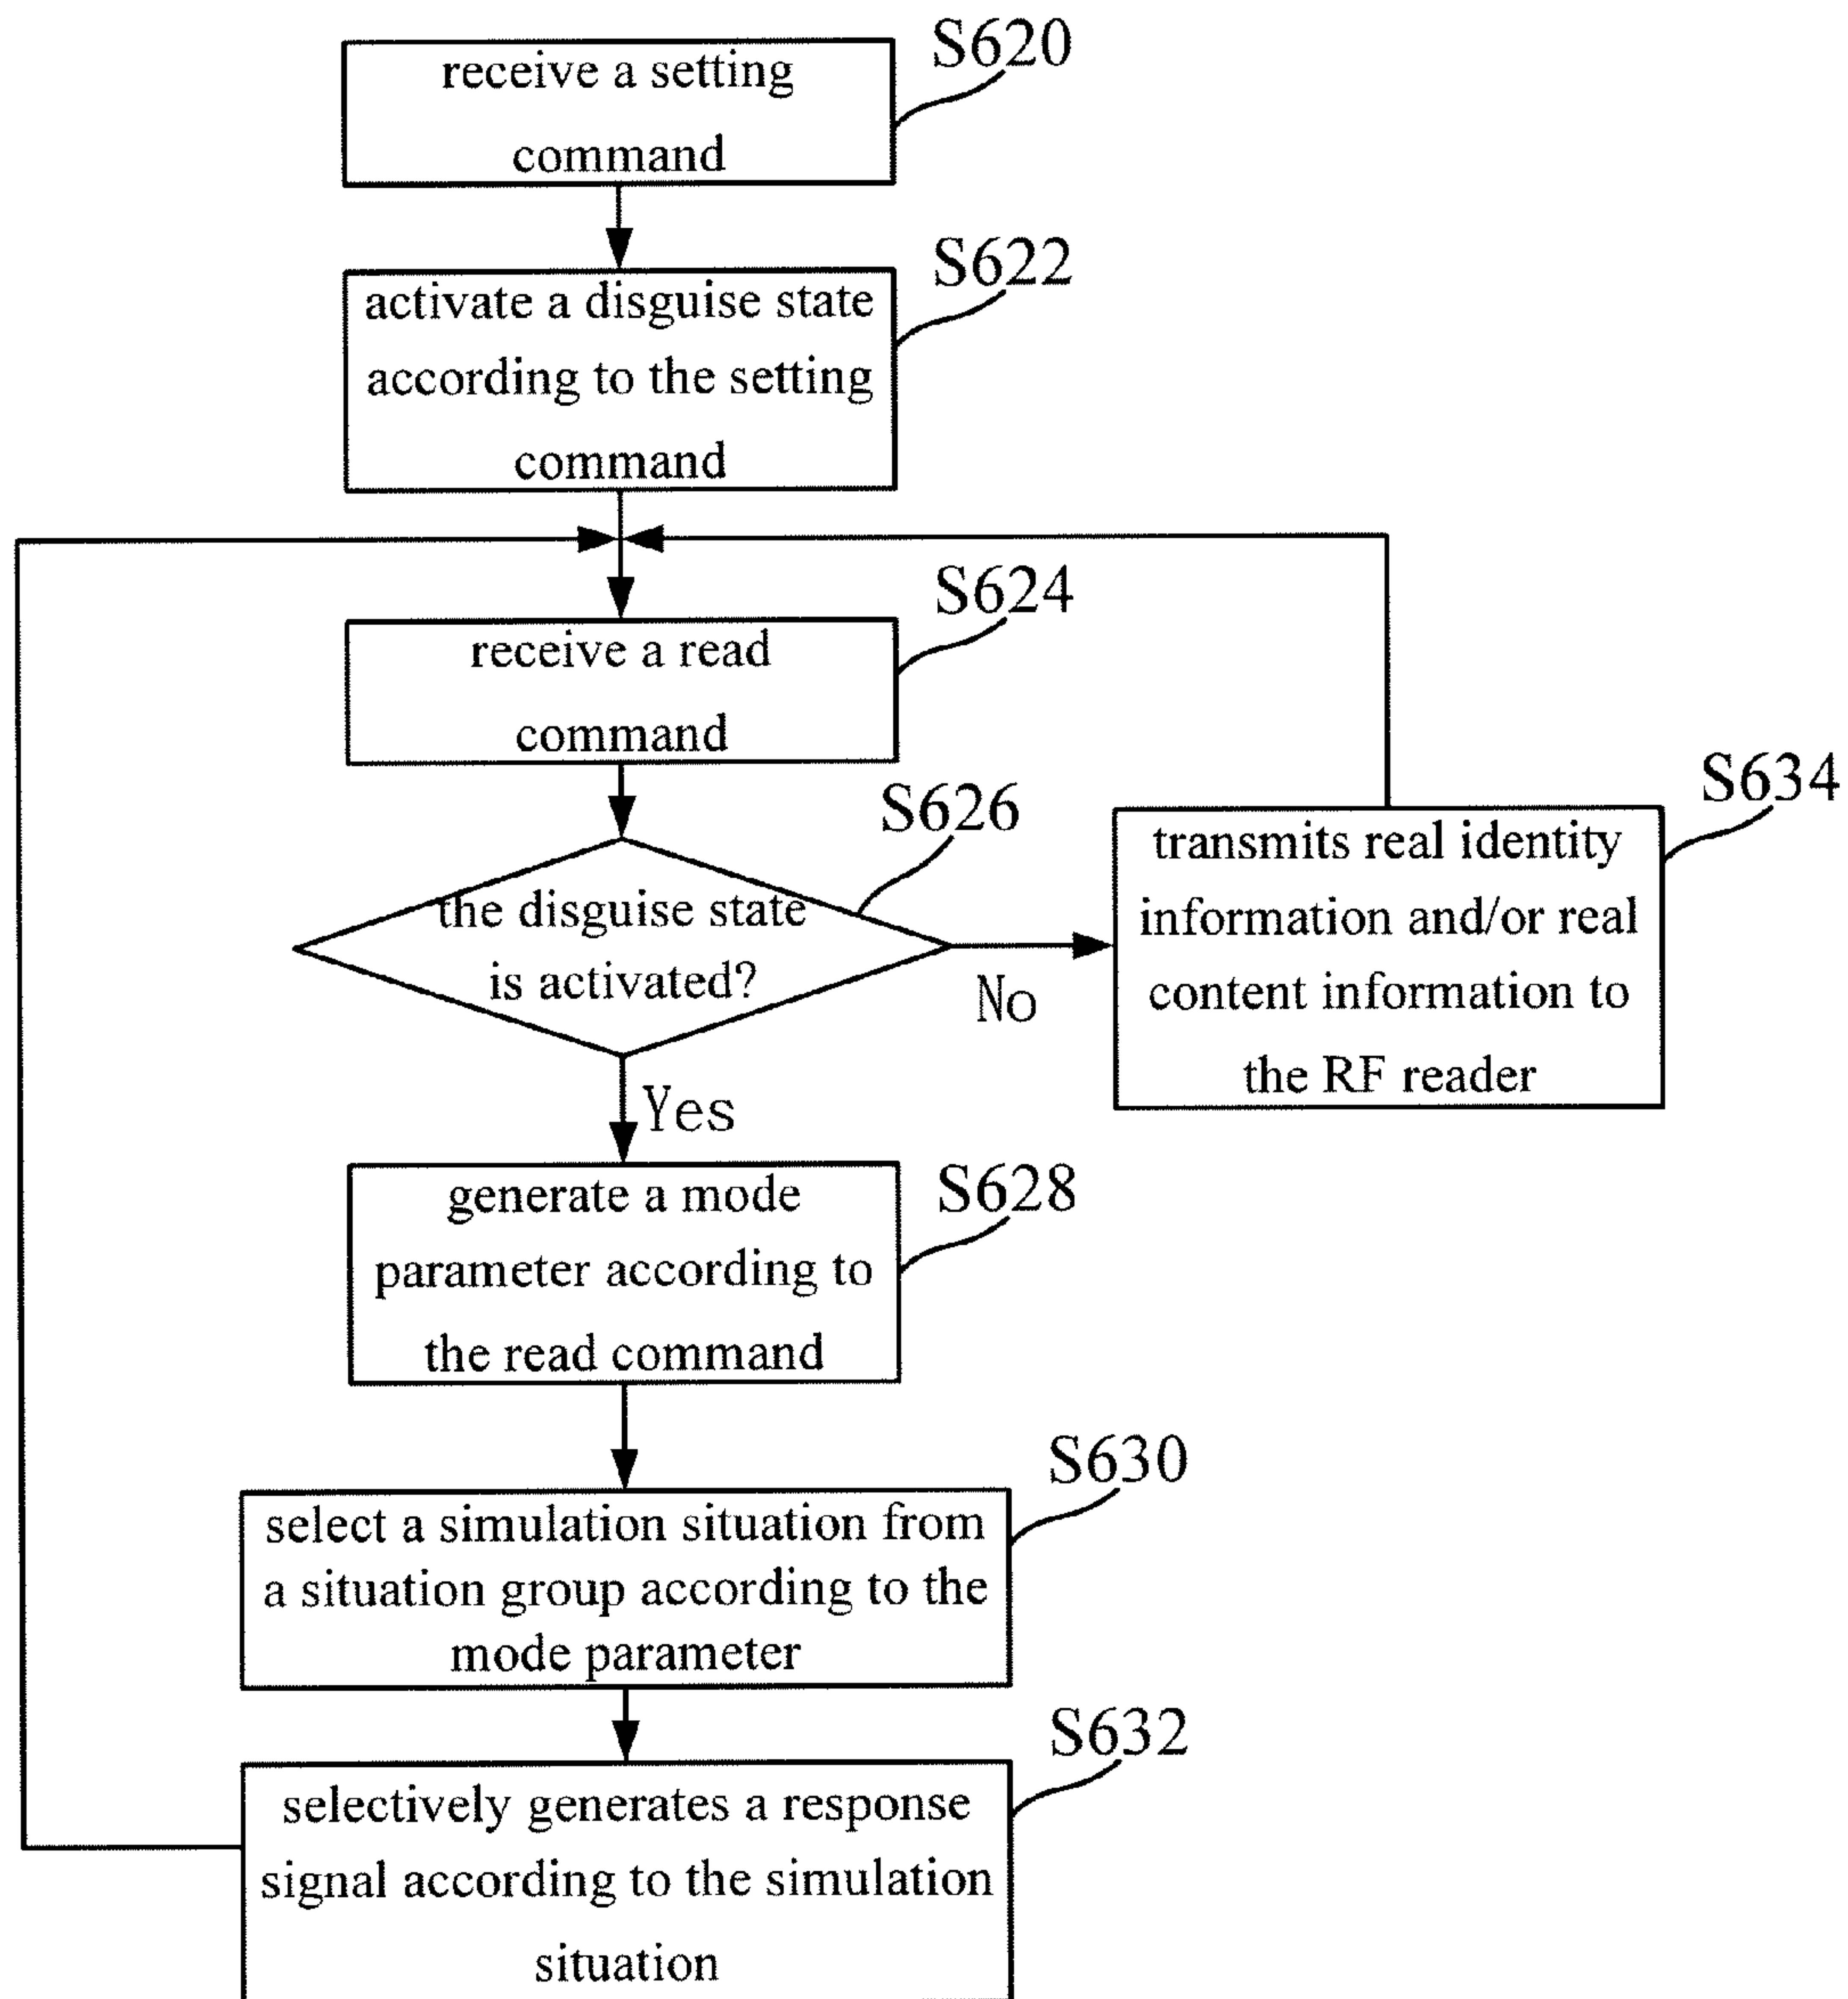 S620
receive a setting
command
S622
activate a disguise state
according to the setting
command
S624
receive a read
command
S626
the disguise state
is activated?
No
S634
transmits real identity
information and/or real
content information to
the RF reader
Yes
S628
generate a mode
parameter according to
the read command
S630
select a simulation situation from
a situation group according to the
mode parameter
S632
selectively generates a response
signal according to the simulation
situation